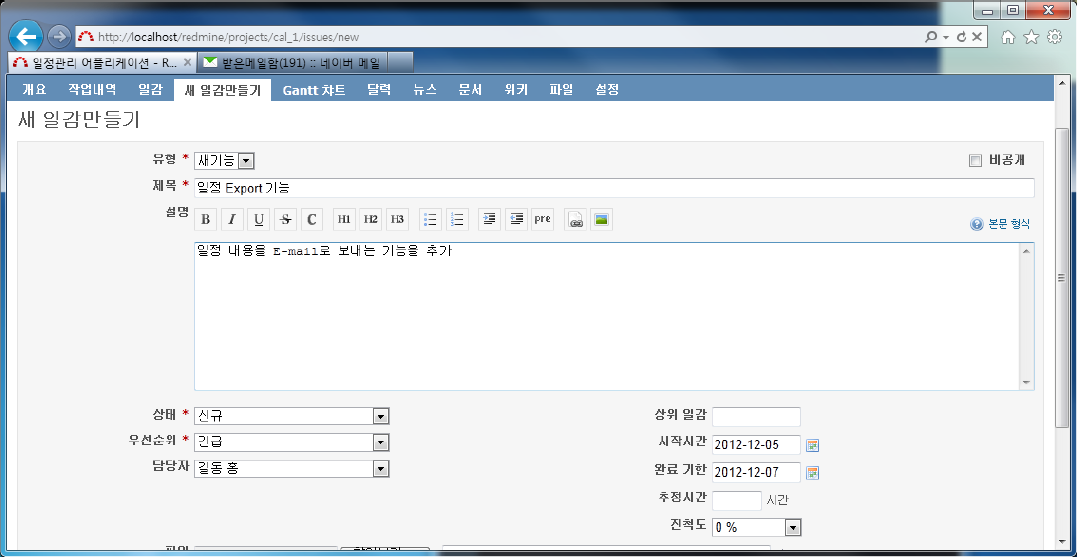 http://localhost/redmine/projects/cal_1/issues/new
일정관리 어플리케이션 - R... 받은메일함(191) :: 네이버 메일
개요 작업내역 일감 새 일감만들기 Gantt 차트 달력 뉴스 문서 위키 파일 설정
새 일감만들기
유형 * 새기능 비공개
제목 * 일정 Export 기능
설명 B I U S C H1 H2 H3 pre 본문 형식
일정 내용을 E-mail로 보내는 기능을 추가
상태 * 신규 상위 일감
우선순위 * 긴급 시작시간 2012-12-05
담당자 길동 홍 완료 기한 2012-12-07
추정시간 시간
진척도 0 %